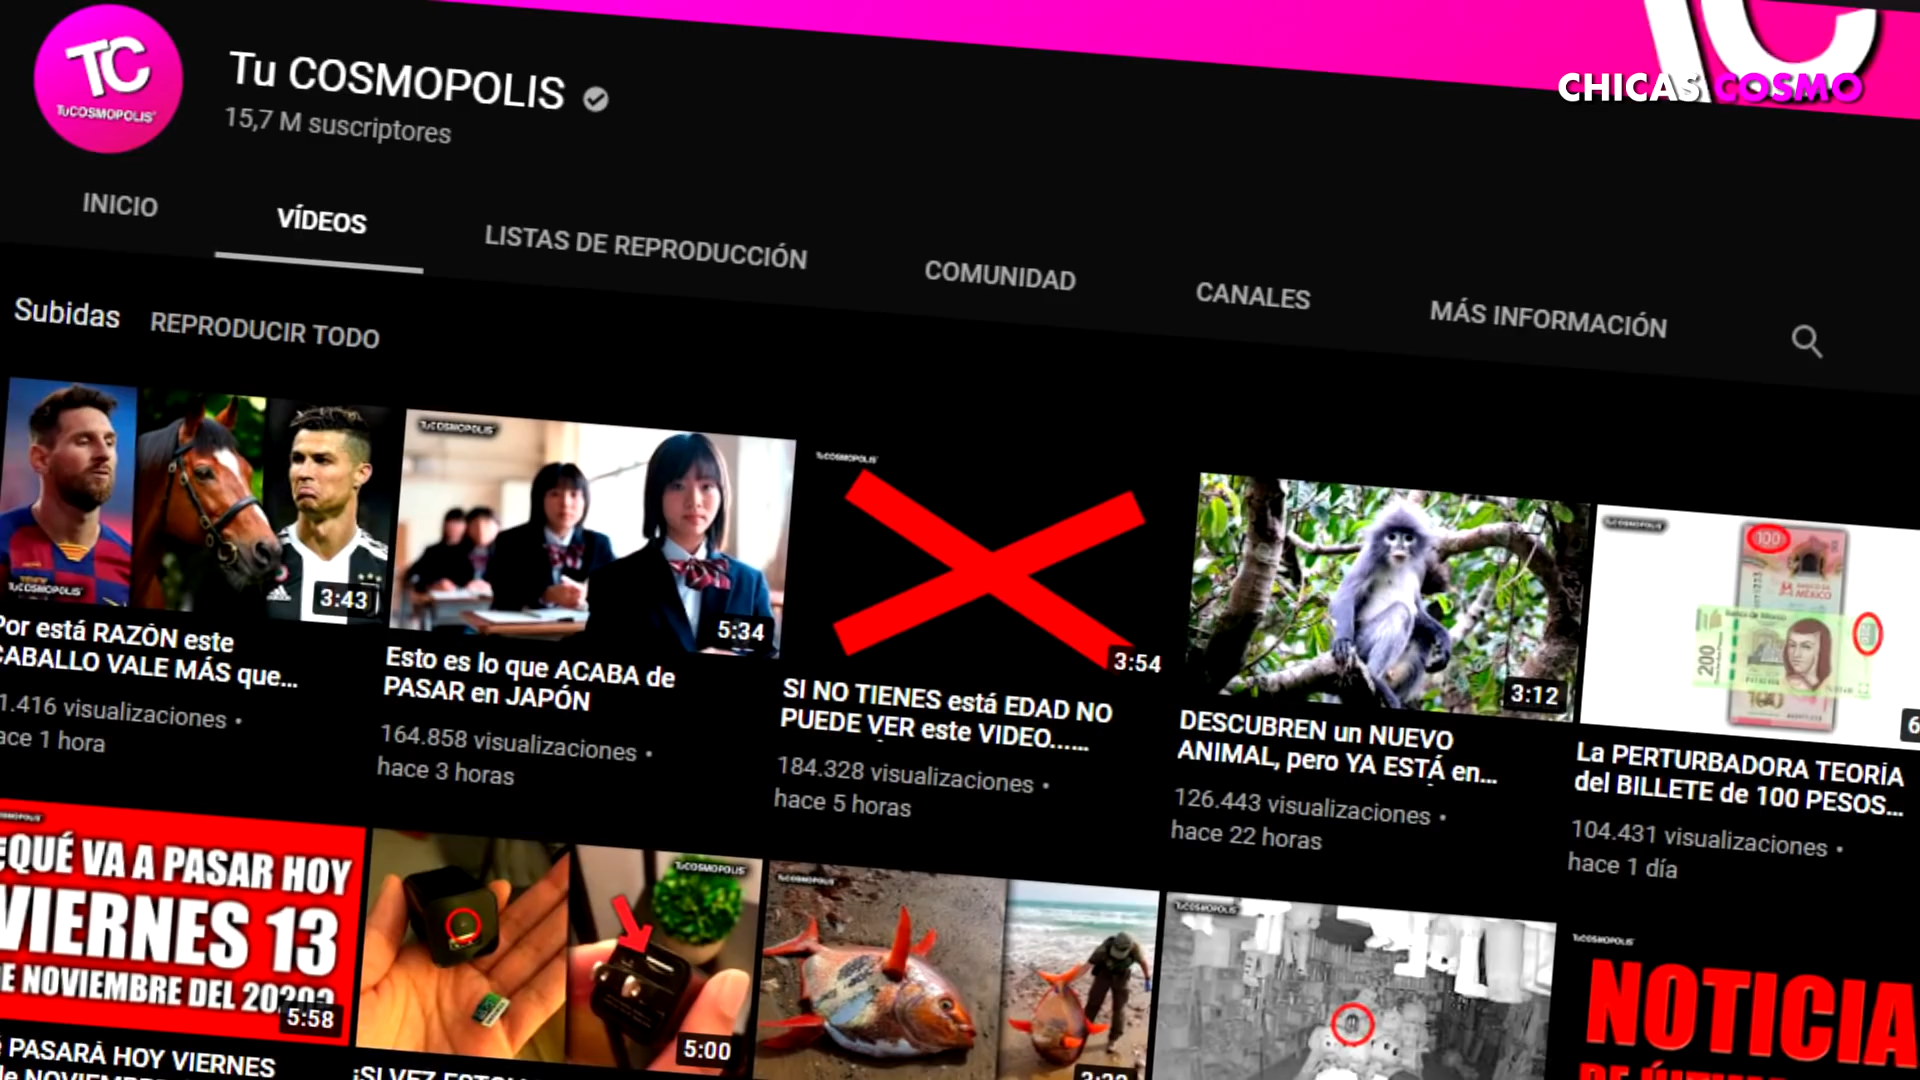 TC
TuCOSMOPOLIS
Tu COSMOPOLIS
15,7 M suscriptores
CHICAS COSMO
INICIO
VÍDEOS
LISTAS DE REPRODUCCIÓN
COMUNIDAD
CANALES
MÁS INFORMACIÓN
Subidas
REPRODUCIR TODO
TuCOSMOPOLIS
3:43
Por está RAZÓN este
CABALLO VALE MÁS que...
1.416 visualizaciones •
hace 1 hora
TuCOSMOPOLIS
5:34
Esto es lo que ACABA de
PASAR en JAPÓN
164.858 visualizaciones •
hace 3 horas
TuCOSMOPOLIS
3:54
SI NO TIENES está EDAD NO
PUEDE VER este VIDEO......
184.328 visualizaciones •
hace 5 horas
3:12
DESCUBREN un NUEVO
ANIMAL, pero YA ESTÁ en...
126.443 visualizaciones •
hace 22 horas
TuCOSMOPOLIS
100
BANCO DE
MÉXICO
200
6
La PERTURBADORA TEORÍA
del BILLETE de 100 PESOS...
104.431 visualizaciones •
hace 1 día
¿QUÉ VA A PASAR HOY
VIERNES 13
DE NOVIEMBRE DEL 2020?
5:58
PASARÁ HOY VIERNES
TuCOSMOPOLIS
5:00
TuCOSMOPOLIS
TuCOSMOPOLIS
TuCOSMOPOLIS
NOTICIA